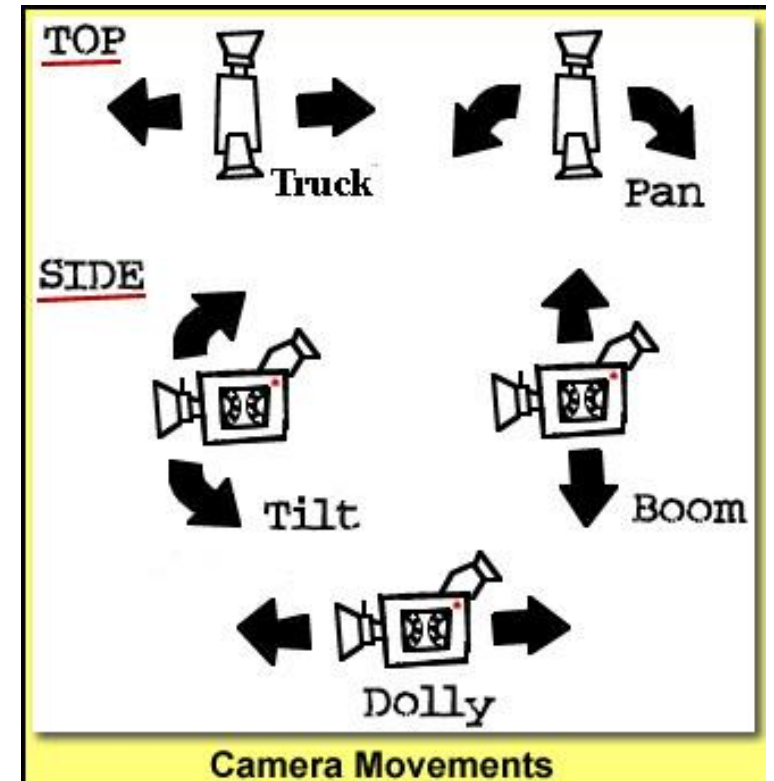 TOP
Truck
Pan
SIDE
Tilt
Boom
Dolly
Camera Movements